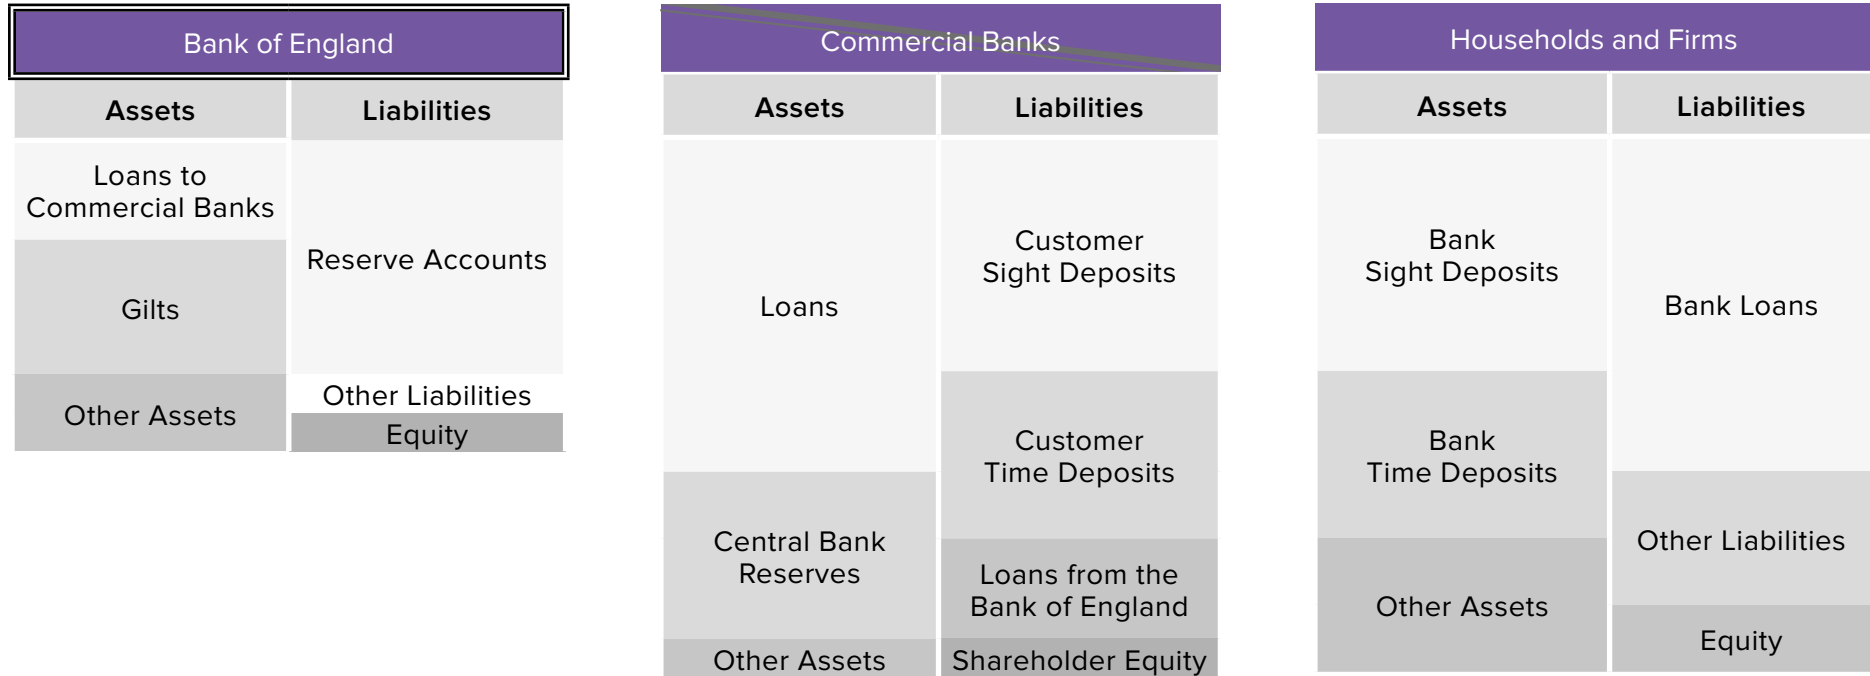 Bank of England
Assets
Liabilities
Loans to
Commercial Banks
Gilts
Other Assets
Reserve Accounts
Other Liabilities
Equity
Commercial Banks
Assets
Liabilities
Loans
Central Bank
Reserves
Other Assets
Customer
Sight Deposits
Customer
Time Deposits
Loans from the
Bank of England
Shareholder Equity
Households and Firms
Assets
Liabilities
Bank
Sight Deposits
Bank
Time Deposits
Other Assets
Bank Loans
Other Liabilities
Equity